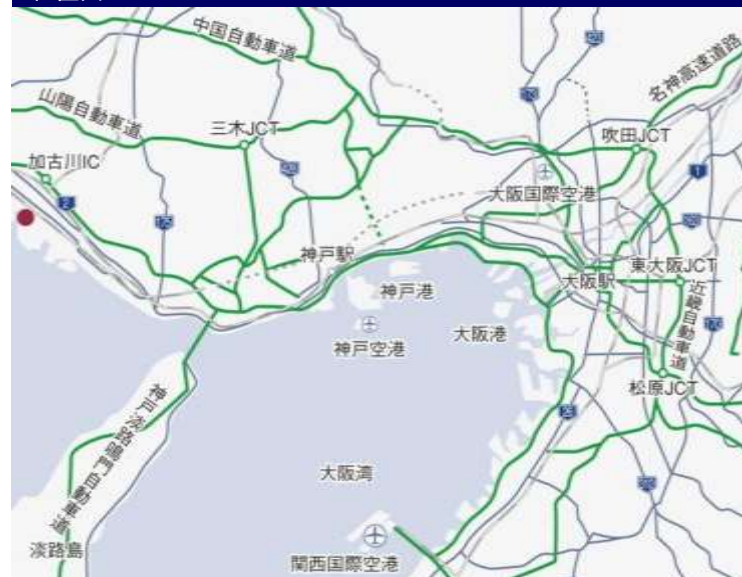 中国自動車道
名神高速道路
山陽自動車道
三木JCT
吹田JCT
加古川IC
1
大阪国際空港
2
175
神戸駅
東大阪JCT
大阪駅
神戸港
近畿自動車道
大阪港
神戸空港
松原JCT
神戸淡路鳴門自動車道
26
大阪湾
淡路島
関西国際空港